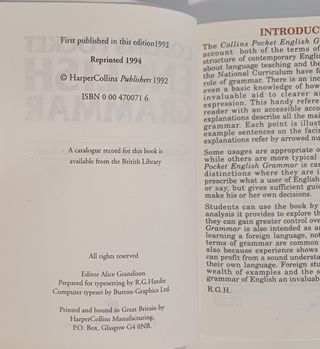 First published in this edition1992
Reprinted 1994
© HarperCollins Publishers 1992
ISBN 0 00 470071 6
A catalogue record for this book is
available from the British Library
All rights reserved
Editor Alice Grandison
Prepared for typesetting by R.G.Hardie
Computer typeset by Bureau-Graphics Ltd.
Printed and bound in Great Britain by
HarperCollins Manufacturing,
P.O. Box, Glasgow G4 0NB.
INTRODUC
The Collins Pocket English G
account both of the terms
structure of contemporary Englis
about language teaching and the
the National Curriculum have f
role of grammar. There is an inc
even a basic knowledge of how
invaluable aid to clearer a
expression. This handy refere
reader with an accessible acco
explanations describe all the mai
grammar. Each point is illust
example sentences on the facin
explanations refer by arrowed nu
Some usages are appropriate o
while others are more typical
Pocket English Grammar is car
distinctions where they are i
prescribe what a user of English
or say, but gives sufficient guid
make his or her own decisions.
Students can use the book by
analysis it provides to explore th
they can gain greater control ove
Grammar is also intended as an
learning a foreign language, not
terms of grammar are common
also because experience shows
can profit from a sound understa
their own language. Foreign stu
wealth of examples and the s
grammar of English an invaluab
R.G.H.